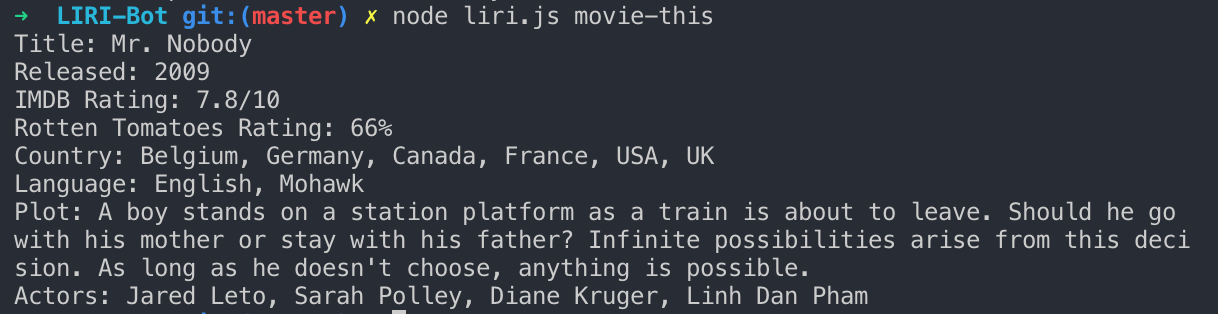 ➜  LIRI-Bot git:(master) ✗ node liri.js movie-this
Title: Mr. Nobody
Released: 2009
IMDB Rating: 7.8/10
Rotten Tomatoes Rating: 66%
Country: Belgium, Germany, Canada, France, USA, UK
Language: English, Mohawk
Plot: A boy stands on a station platform as a train is about to leave. Should he go
with his mother or stay with his father? Infinite possibilities arise from this deci
sion. As long as he doesn't choose, anything is possible.
Actors: Jared Leto, Sarah Polley, Diane Kruger, Linh Dan Pham